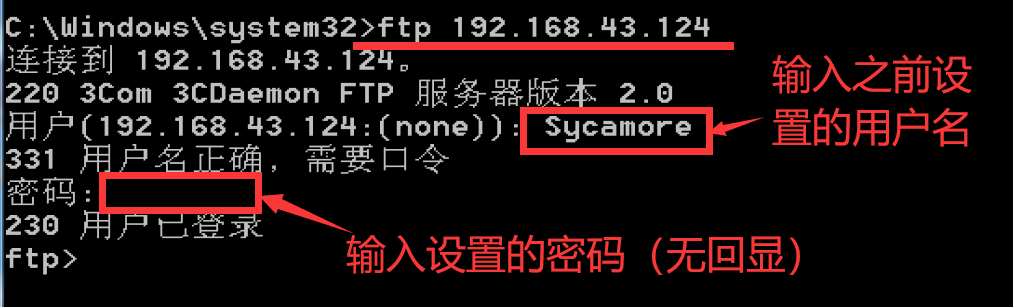 C:\Windows\system32>ftp 192.168.43.124
连接到 192.168.43.124。
220 3Com 3CDaemon FTP 服务器版本 2.0
用户(192.168.43.124:(none)): Sycamore
输入之前设
置的用户名
331 用户名正确, 需要口令
密码:
230 用户已登录
输入设置的密码（无回显）
ftp>